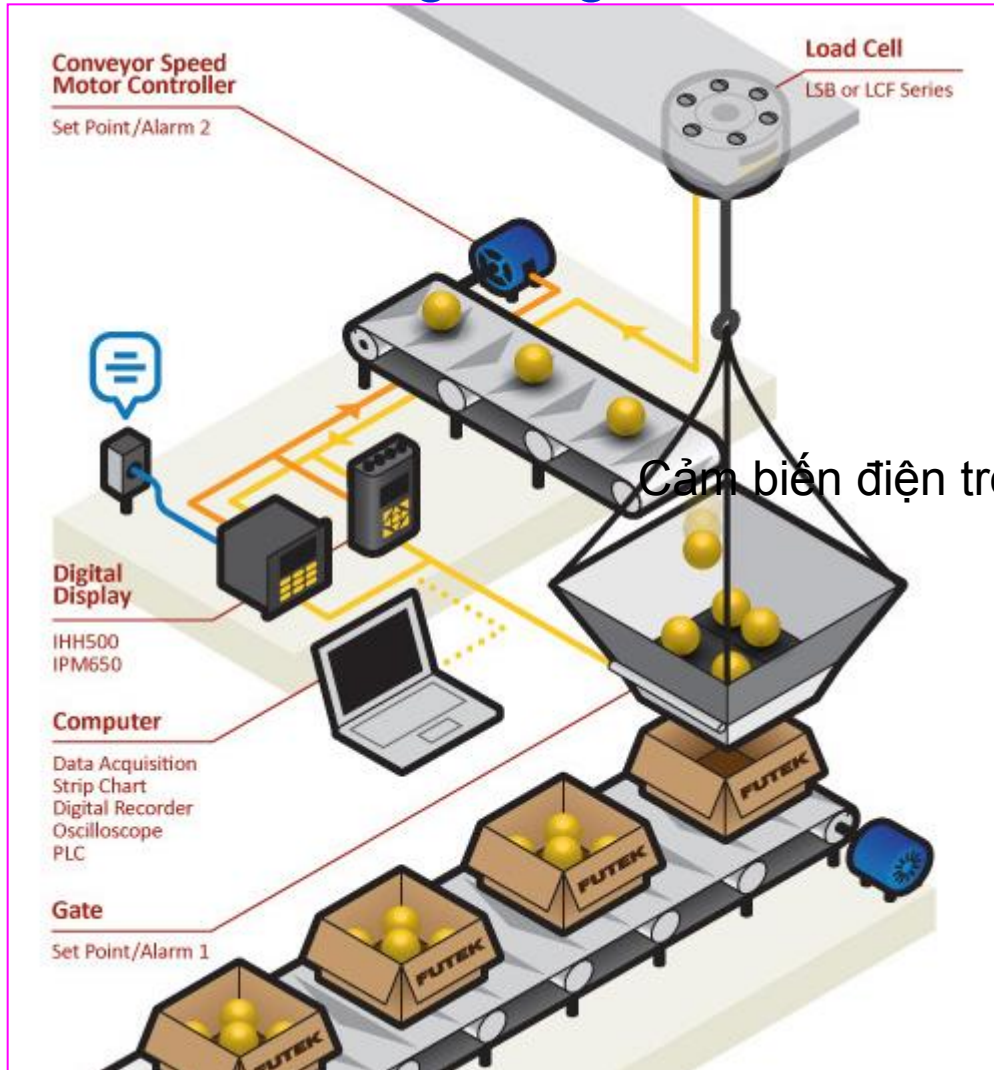 Conveyor Speed
Motor Controller
Set Point/Alarm 2
Load Cell
LSB or LCF Series
Cảm biến điện
Digital
Display
IHH500
IPM650
Computer
Data Acquisition
Strip Chart
Digital Recorder
Oscilloscope
PLC
Gate
Set Point/Alarm 1
FUTEK
FUTEK
FUTEK
FUTEK